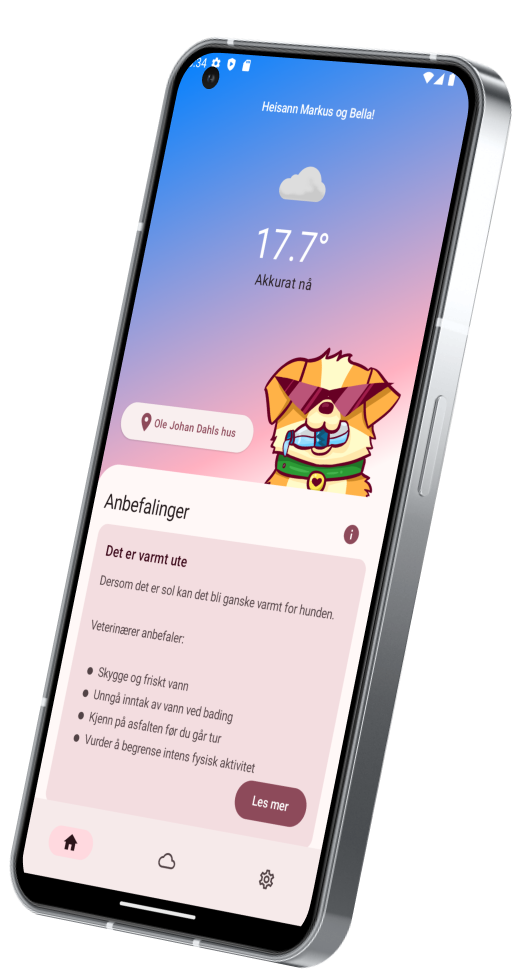 :34
Heisann Markus og Bella!
17.7°
Akkurat nå
Ole Johan Dahls hus
Anbefalinger
Det er varmt ute
Dersom det er sol kan det bli ganske varmt for hunden.
Veterinærer anbefaler:
● Skygge og friskt vann
● Unngå inntak av vann ved bading
● Kjenn på asfalten før du går tur
● Vurder å begrense intens fysisk aktivitet
Les mer